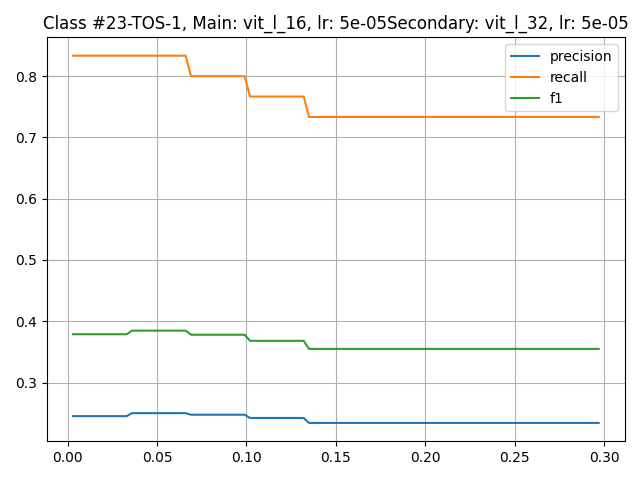 Class #23-TOS-1, Main: vit_l_16, lr: 5e-05Secondary: vit_l_32, lr: 5e-05
precision
recall
f1
0.8
0.7
0.6
0.5
0.4
0.3
0.00 0.05 0.10 0.15 0.20 0.25 0.30